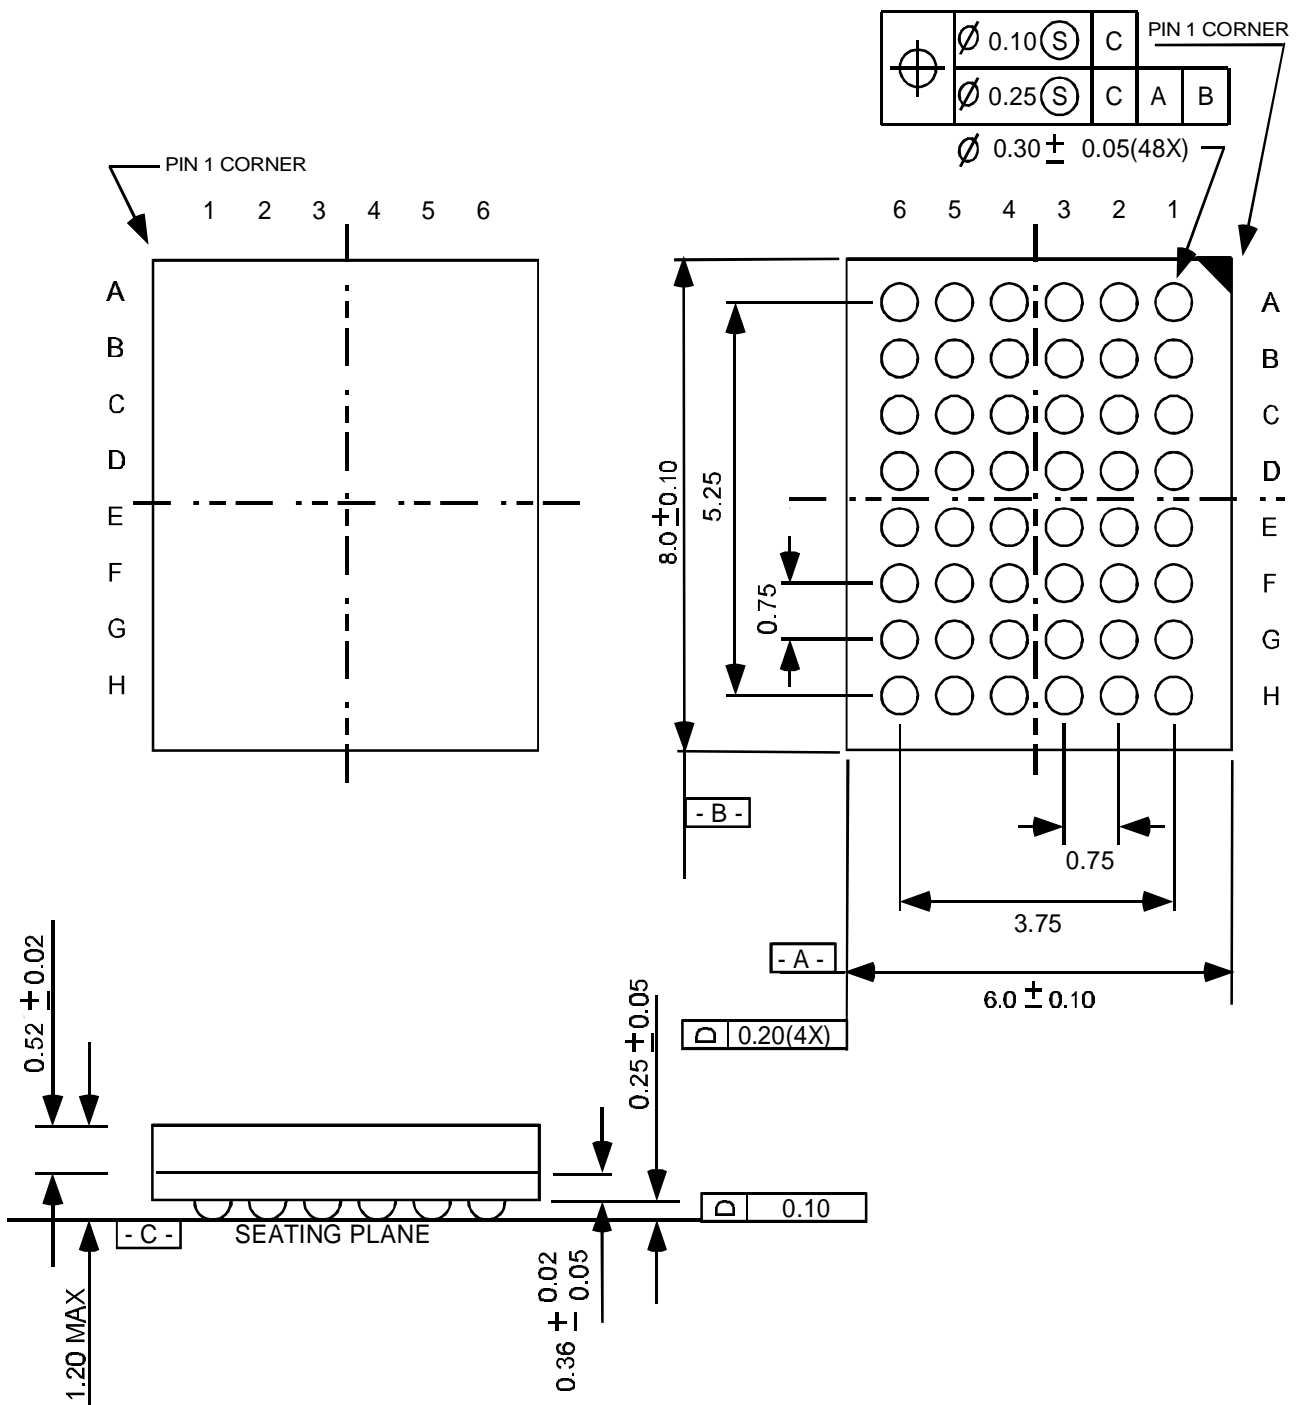 Ø 0.10 Ⓢ C
PIN 1 CORNER
Ø 0.25 Ⓢ C A B
Ø 0.30 ± 0.05(48X)
PIN 1 CORNER
1 2 3 4 5 6
6 5 4 3 2 1
A
B
C
D
E
F
G
H
A
B
C
D
E
F
G
H
8.0 ± 0.10
5.25
0.75
- B -
0.75
3.75
- A -
6.0 ± 0.10
D 0.20(4X)
0.52 ± 0.02
0.25 ± 0.05
D 0.10
- C -
SEATING PLANE
1.20 MAX
0.36 ± 0.02
0.05